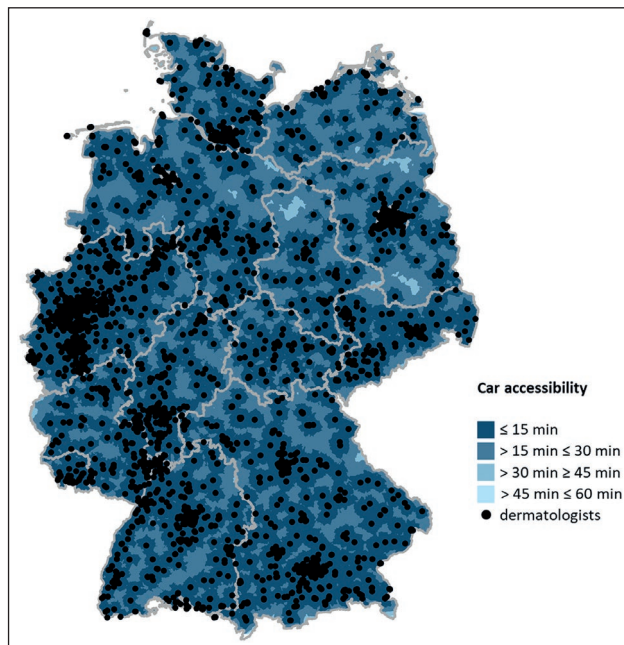 Car accessibility
≤ 15 min
> 15 min ≤ 30 min
> 30 min ≥ 45 min
> 45 min ≤ 60 min
dermatologists